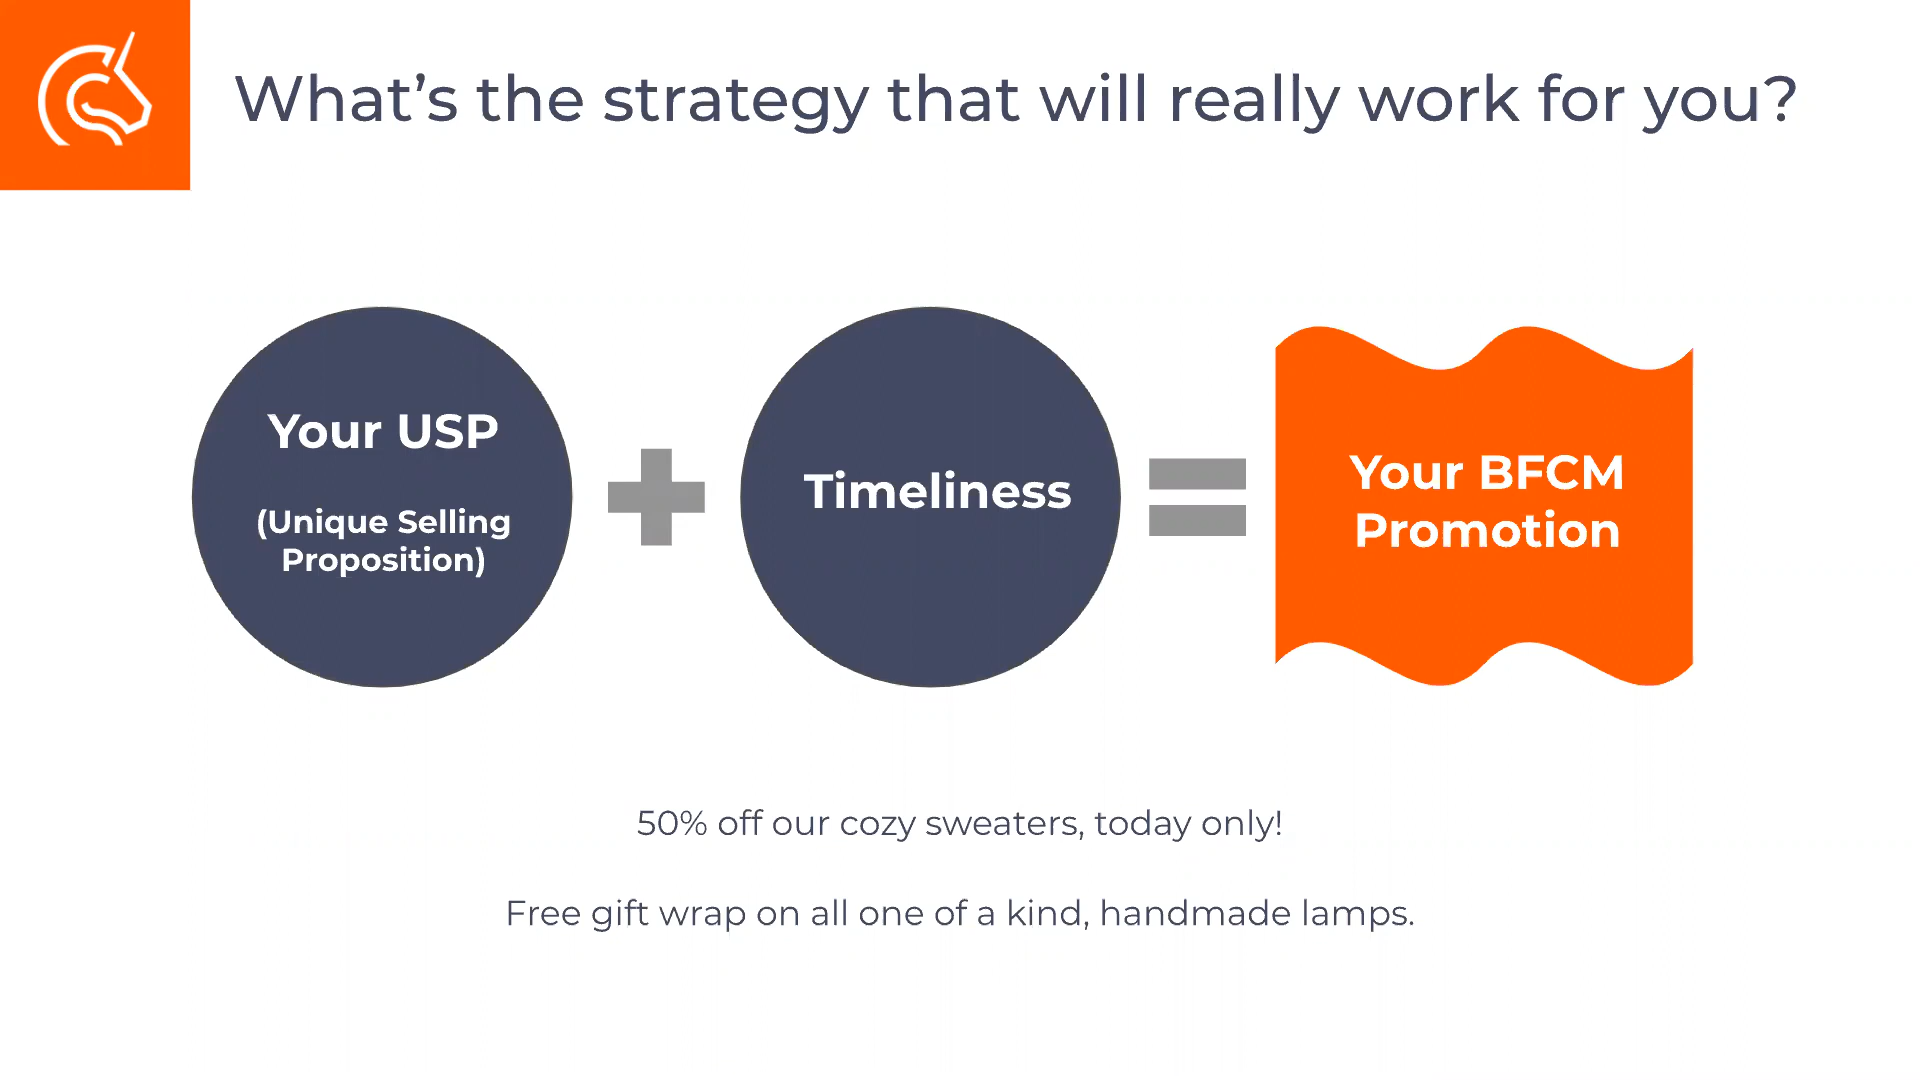 What’s the strategy that will really work for you?
Your USP
(Unique Selling
Proposition)
Timeliness
Your BFCM
Promotion
50% off our cozy sweaters, today only!
Free gift wrap on all one of a kind, handmade lamps.